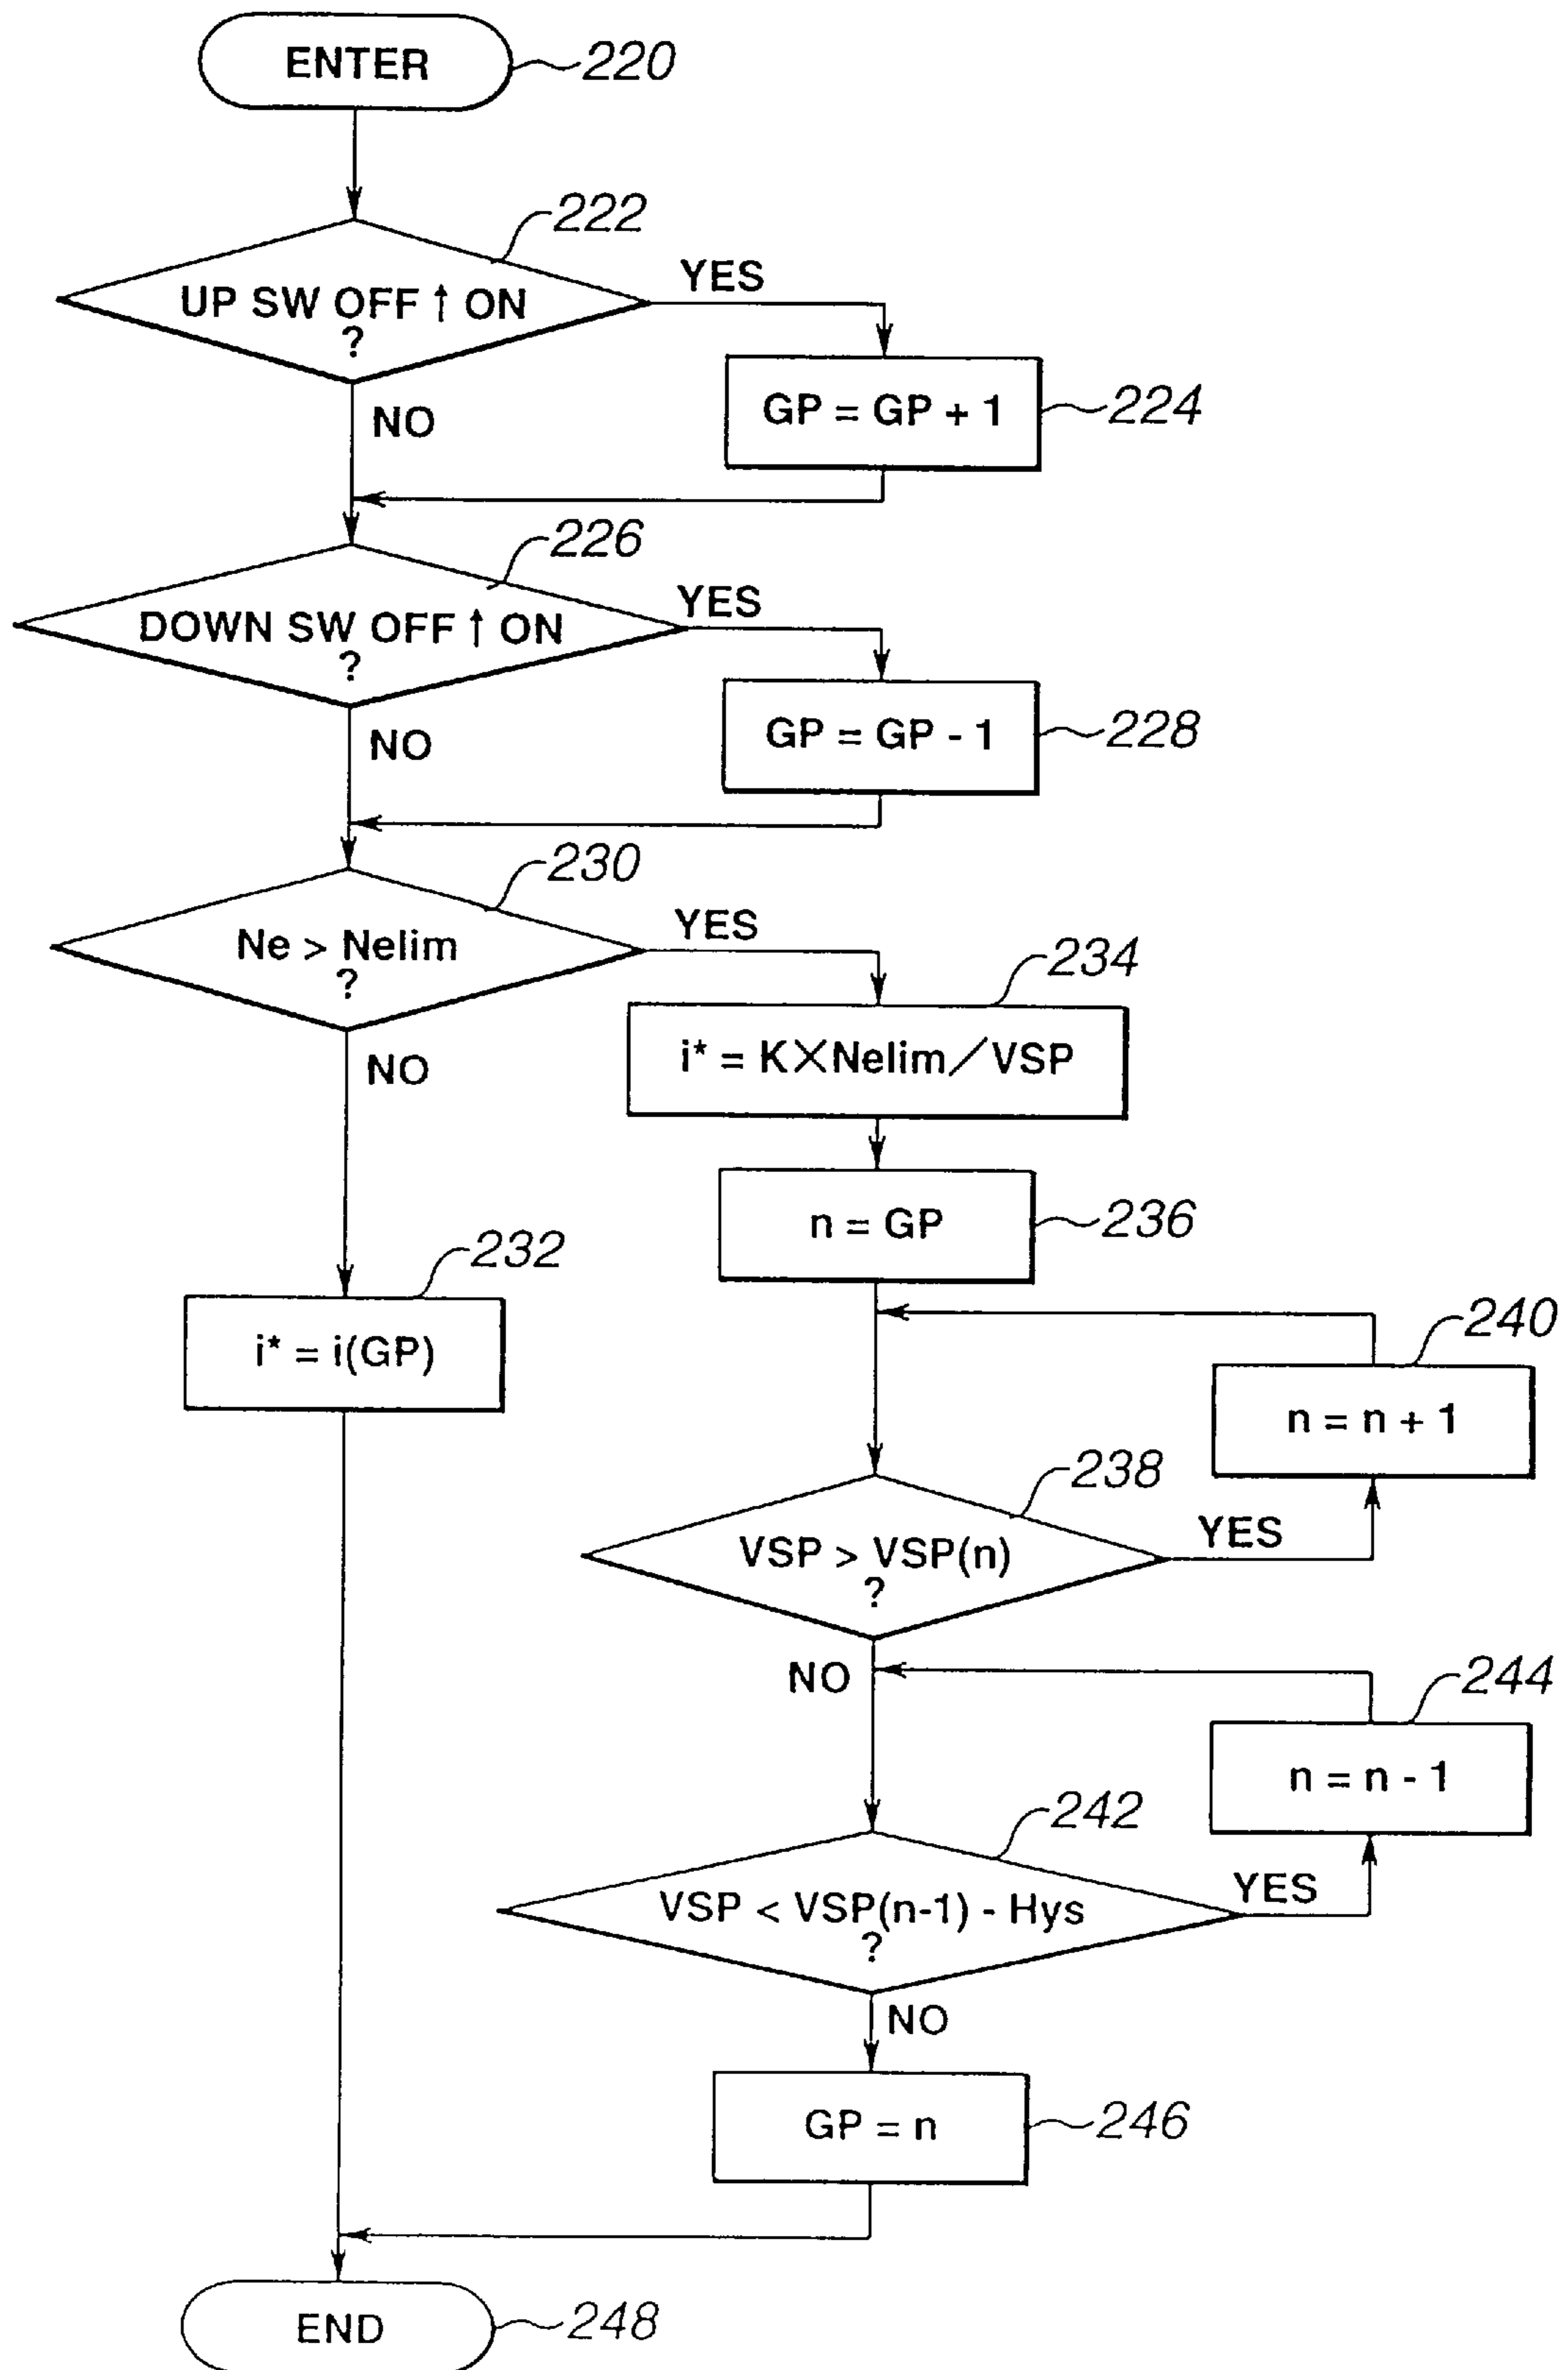 ENTER
220
222
UP SW OFF ↑ ON
?
YES
GP = GP + 1
224
NO
226
DOWN SW OFF ↑ ON
?
YES
GP = GP - 1
228
NO
230
Ne > Nelim
?
YES
234
i* = K×Nelim/VSP
NO
n = GP
236
232
i* = i(GP)
240
n = n + 1
238
VSP > VSP(n)
?
YES
NO
244
n = n - 1
242
VSP < VSP(n-1) - Hys
?
YES
NO
GP = n
246
END
248